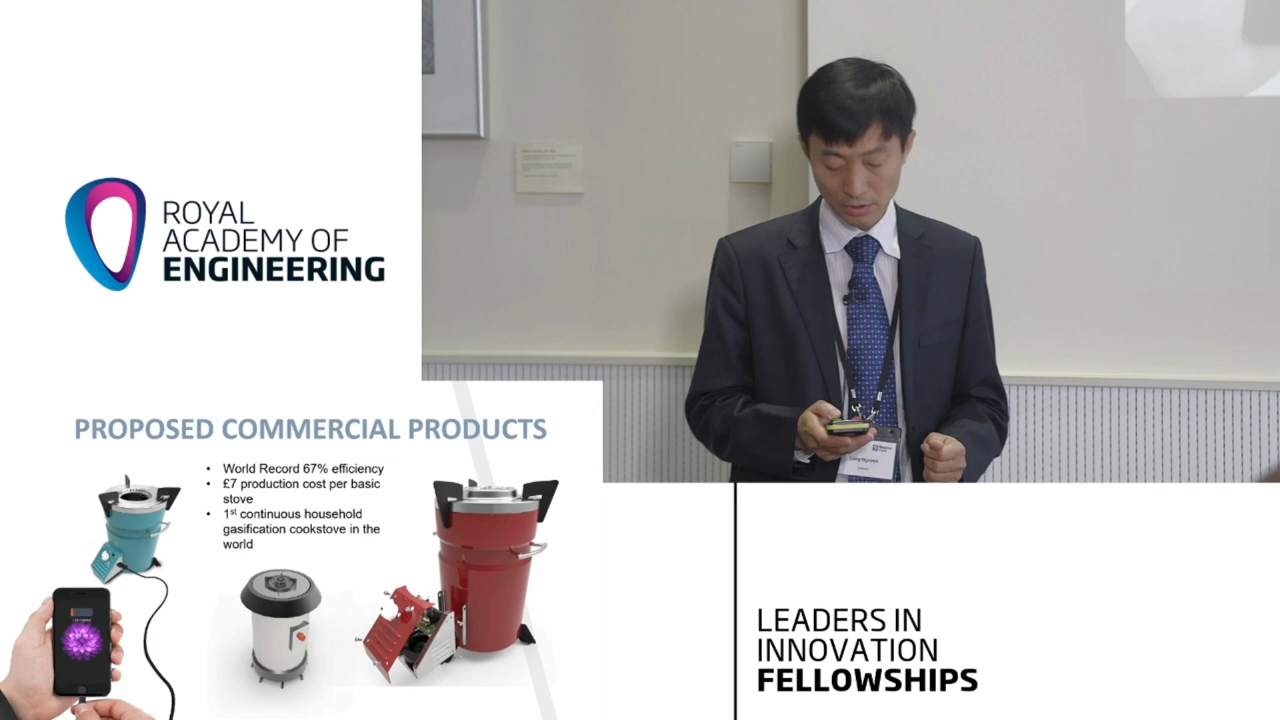 ROYAL
ACADEMY OF
ENGINEERING
PROPOSED COMMERCIAL PRODUCTS
• World Record 67% efficiency
• £7 production cost per basic
stove
• 1st continuous household
gasification cookstove in the
world
LEADERS IN
INNOVATION
FELLOWSHIPS